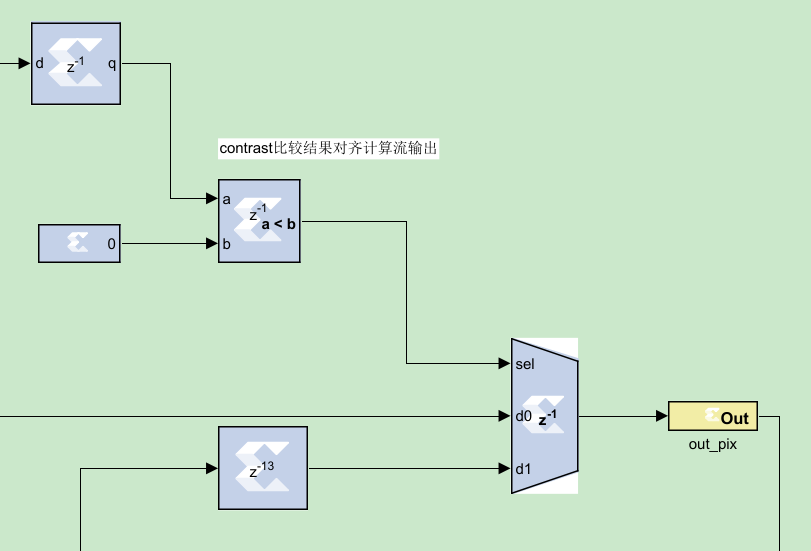 d z-1 q
contrast比较结果对齐计算流输出
a
z-1
a < b
0
b
sel
d0 z-1
Out
out_pix
z-13
d1